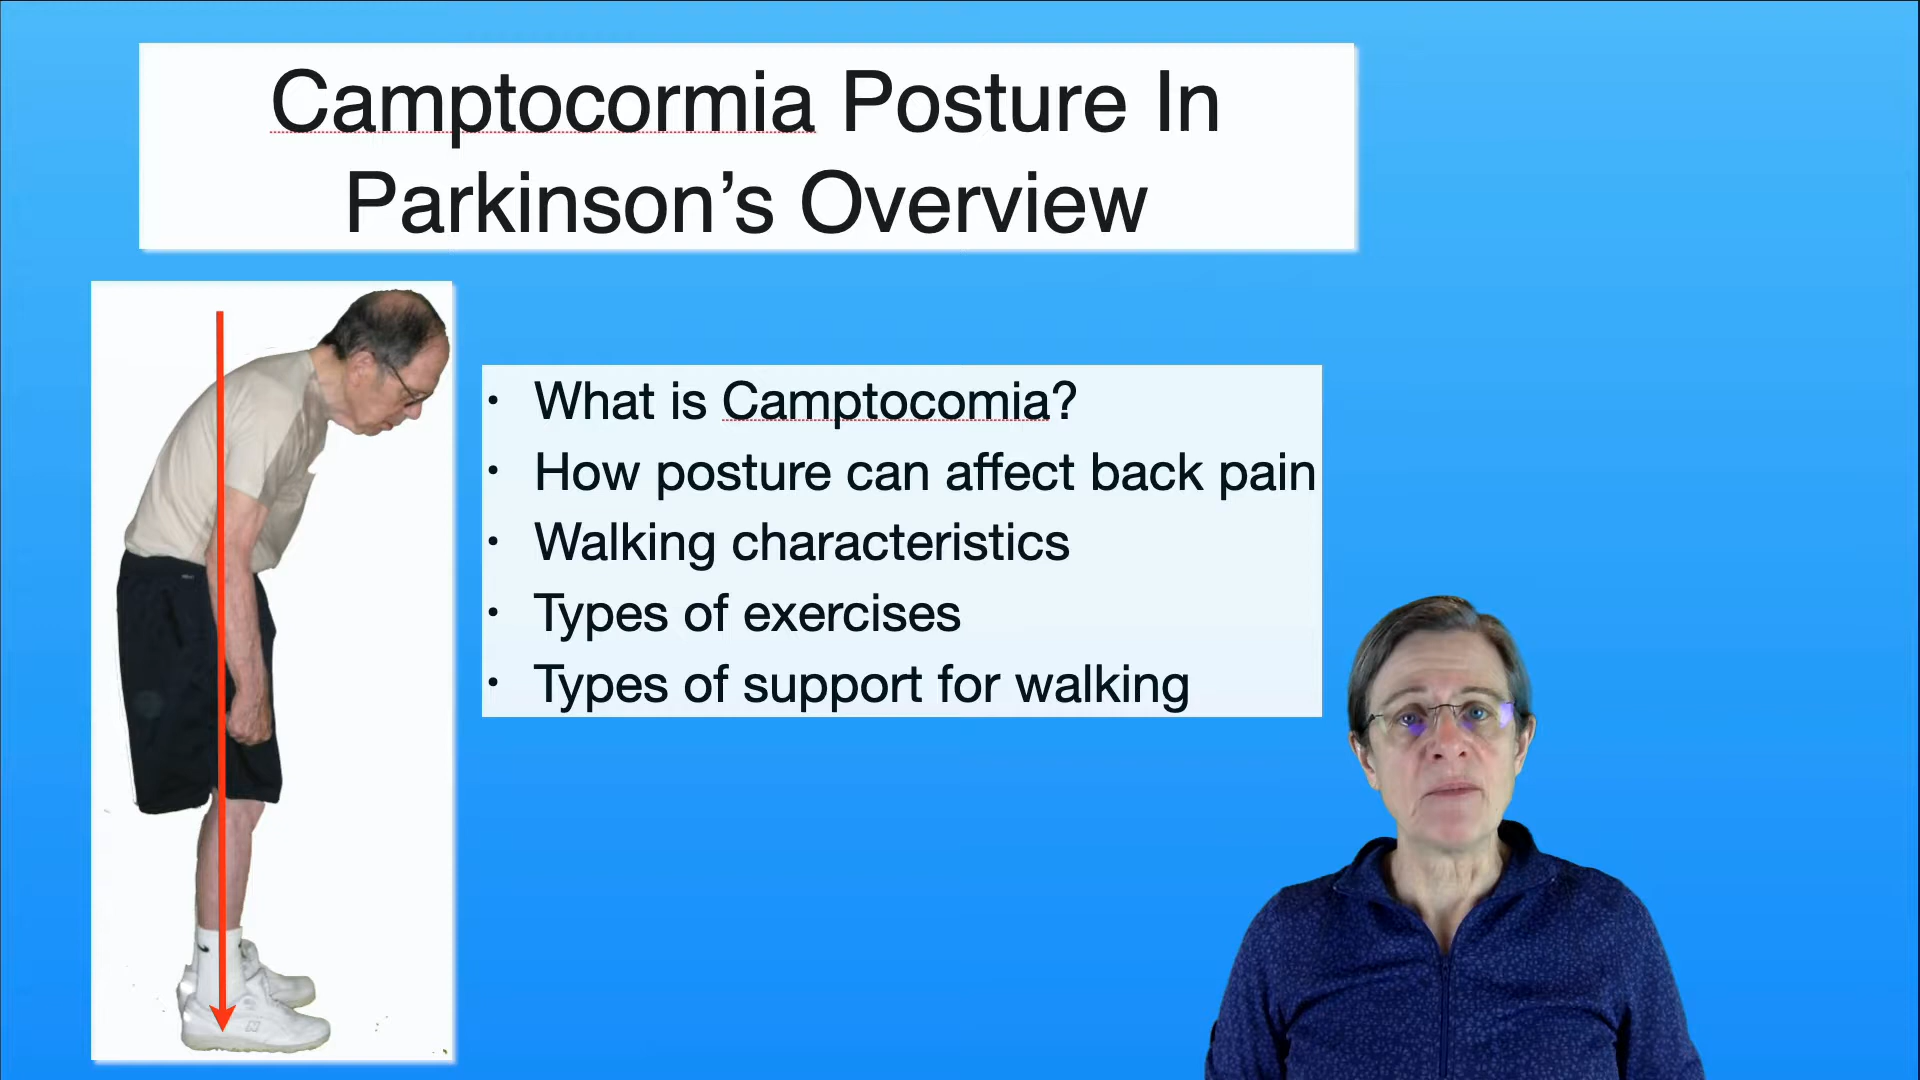 Camptocormia Posture In
Parkinson’s Overview
• What is Camptocomia?
• How posture can affect back pain
• Walking characteristics
• Types of exercises
• Types of support for walking
N